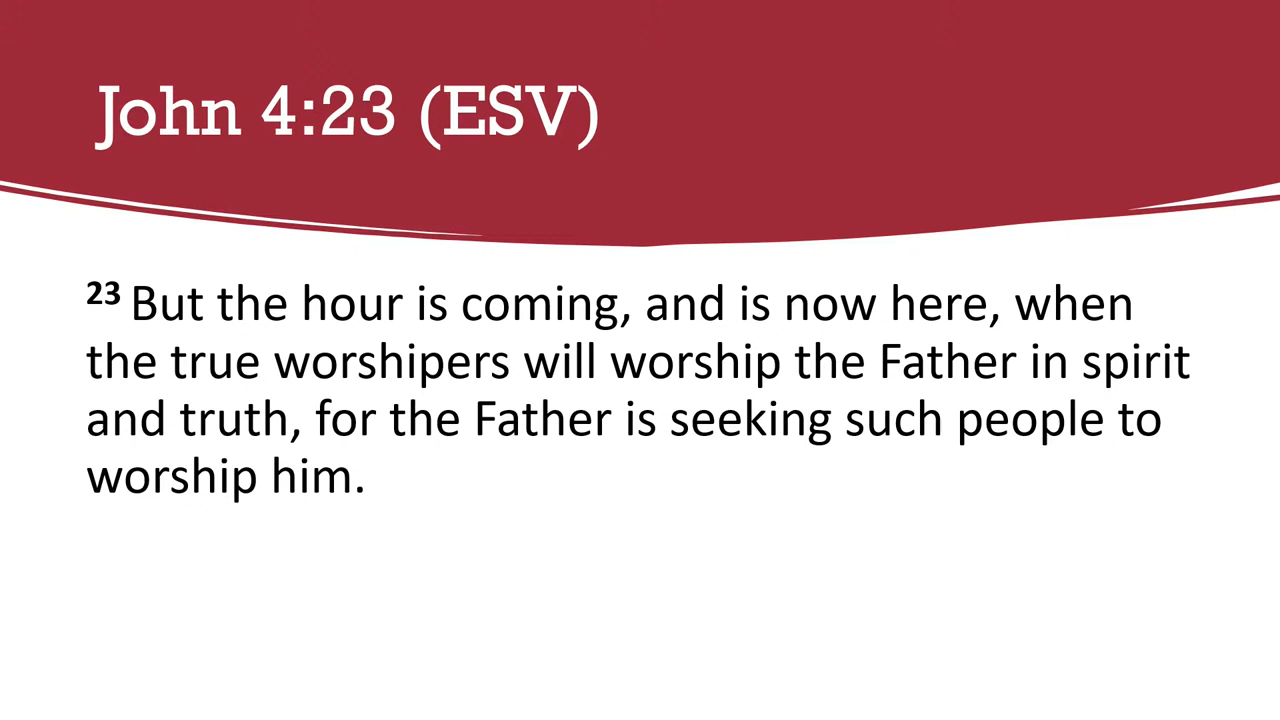 John 4:23 (ESV)
23 But the hour is coming, and is now here, when
the true worshipers will worship the Father in spirit
and truth, for the Father is seeking such people to
worship him.